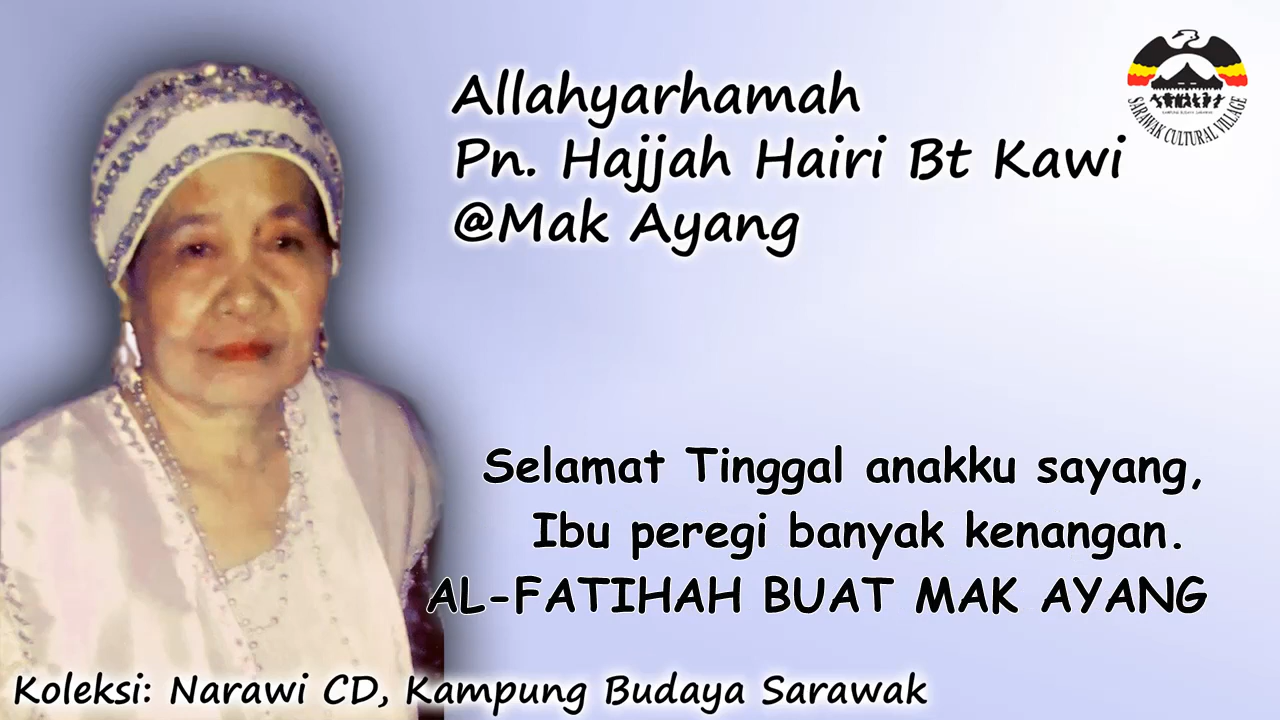 Allahyarhamah
Pn. Hajjah Hairi Bt Kawi
@Mak Ayang
SARAWAK CULTURAL VILLAGE
Selamat Tinggal anakku sayang,
Ibu peregi banyak kenangan.
AL-FATIHAH BUAT MAK AYANG
Koleksi: Narawi CD, Kampung Budaya Sarawak